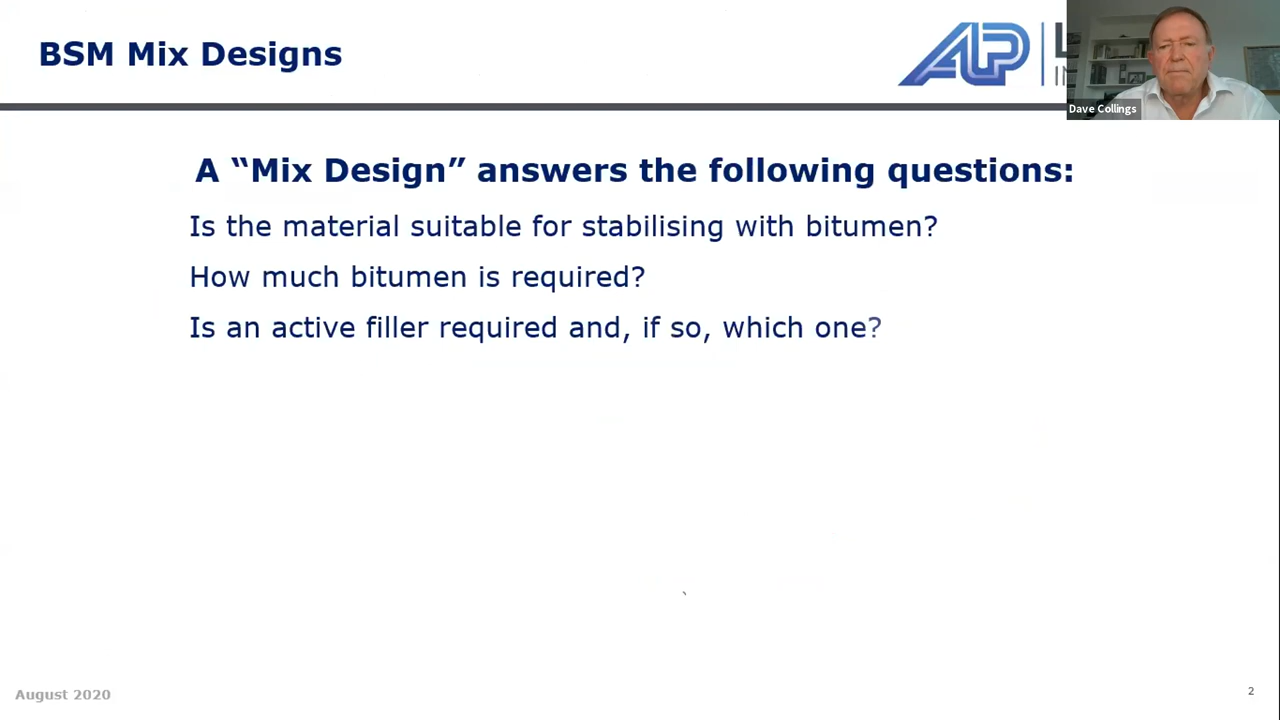 BSM Mix Designs
ALP
Dave Collings
A “Mix Design” answers the following questions:
Is the material suitable for stabilising with bitumen?
How much bitumen is required?
Is an active filler required and, if so, which one?
August 2020
2